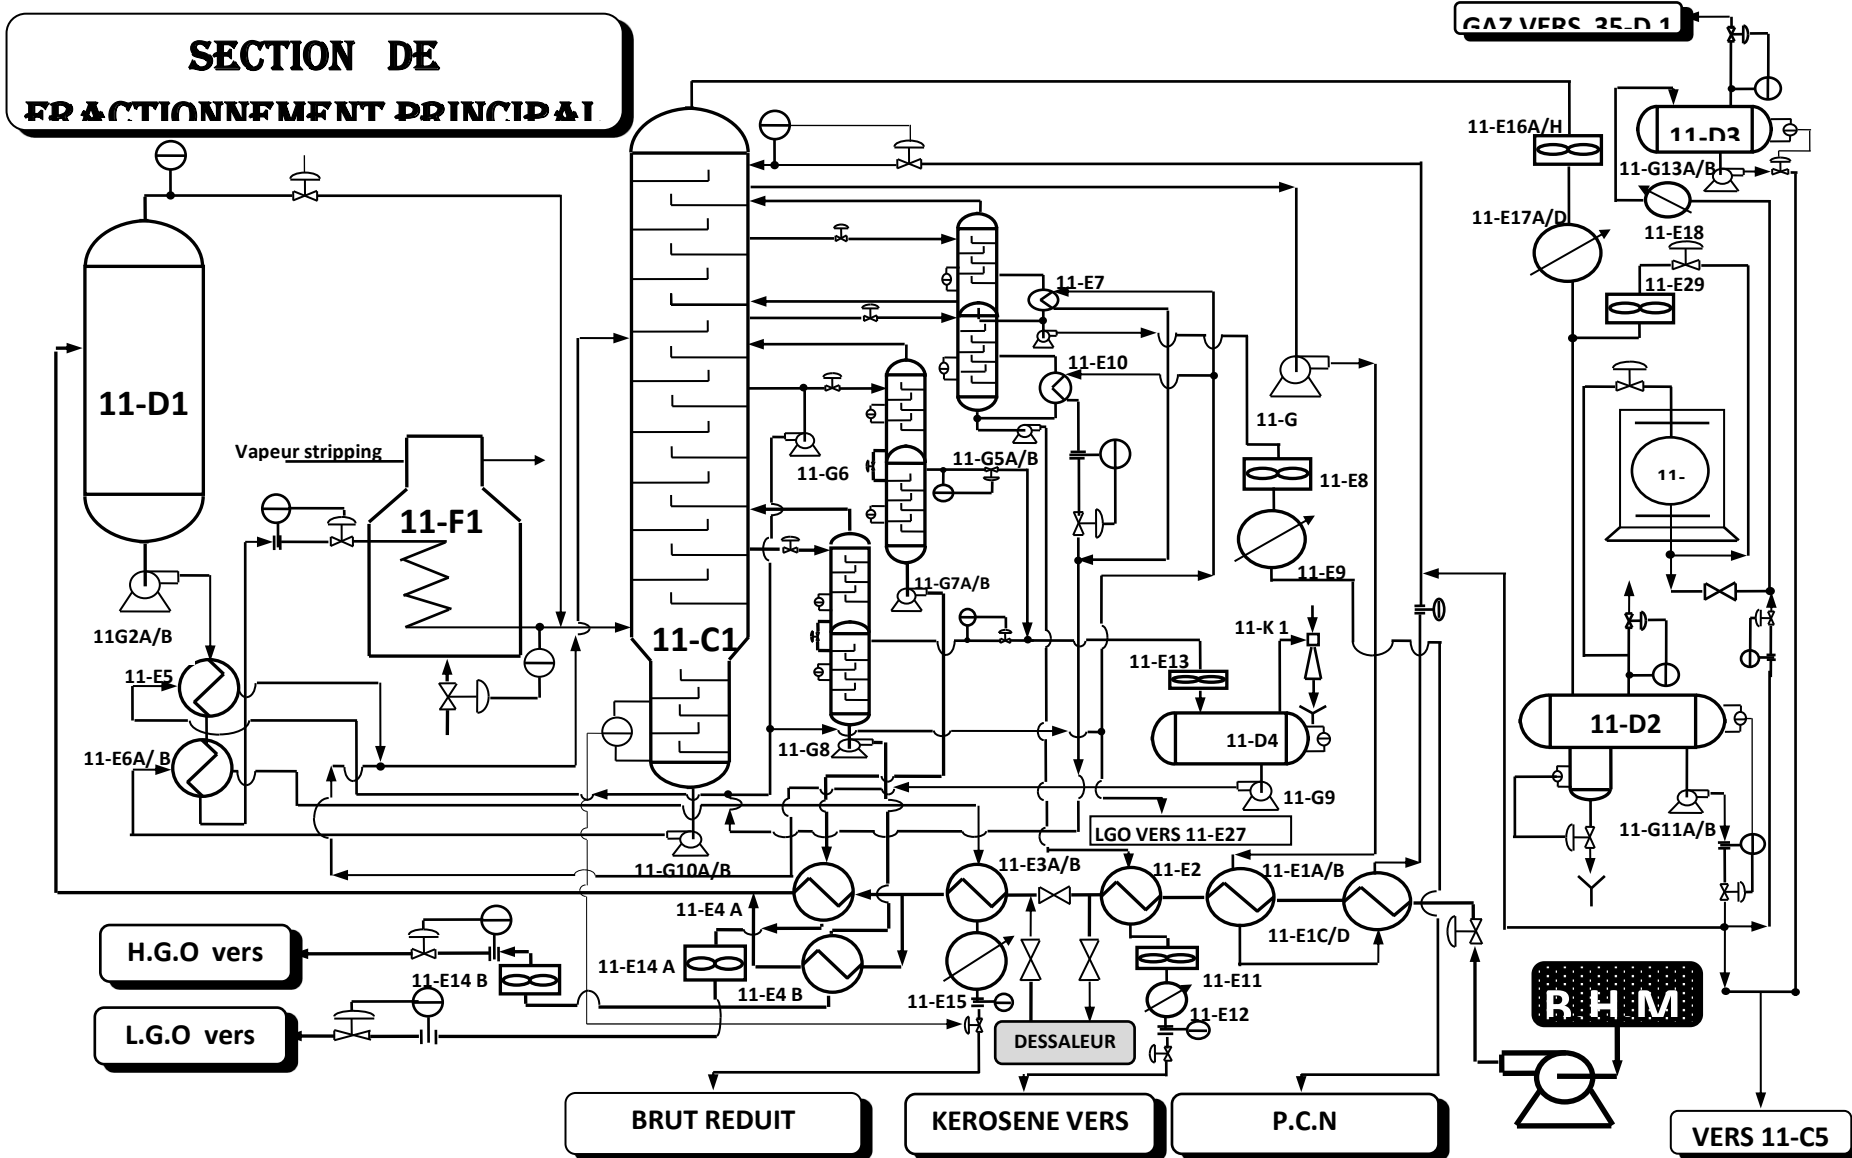 SECTION DE
FRACTIONNEMENT PRINCIPAL
GAZ VERS 35-D 1
11-D3
11-E16A/H
11-G13A/B
11-E17A/D
11-E18
11-E29
11-E7
11-E10
11-D1
11-G
Vapeur stripping
11-G6
11-G5A/B
11-E8
11-
11-F1
11-E9
11-G7A/B
11G2A/B
11-C1
11-K 1
11-E13
11-E5
11-D4
11-D2
11-G8
11-E6A/ B
11-G9
LGO VERS 11-E27
11-G11A/B
11-G10A/B
11-E3A/B
11-E2
11-E1A/B
11-E4 A
11-E1C/D
H.G.O vers
11-E14 A
11-E14 B
11-E4 B
11-E11
11-E15
11-E12
R H M
L.G.O vers
DESSALEUR
BRUT REDUIT
KEROSENE VERS
P.C.N
VERS 11-C5